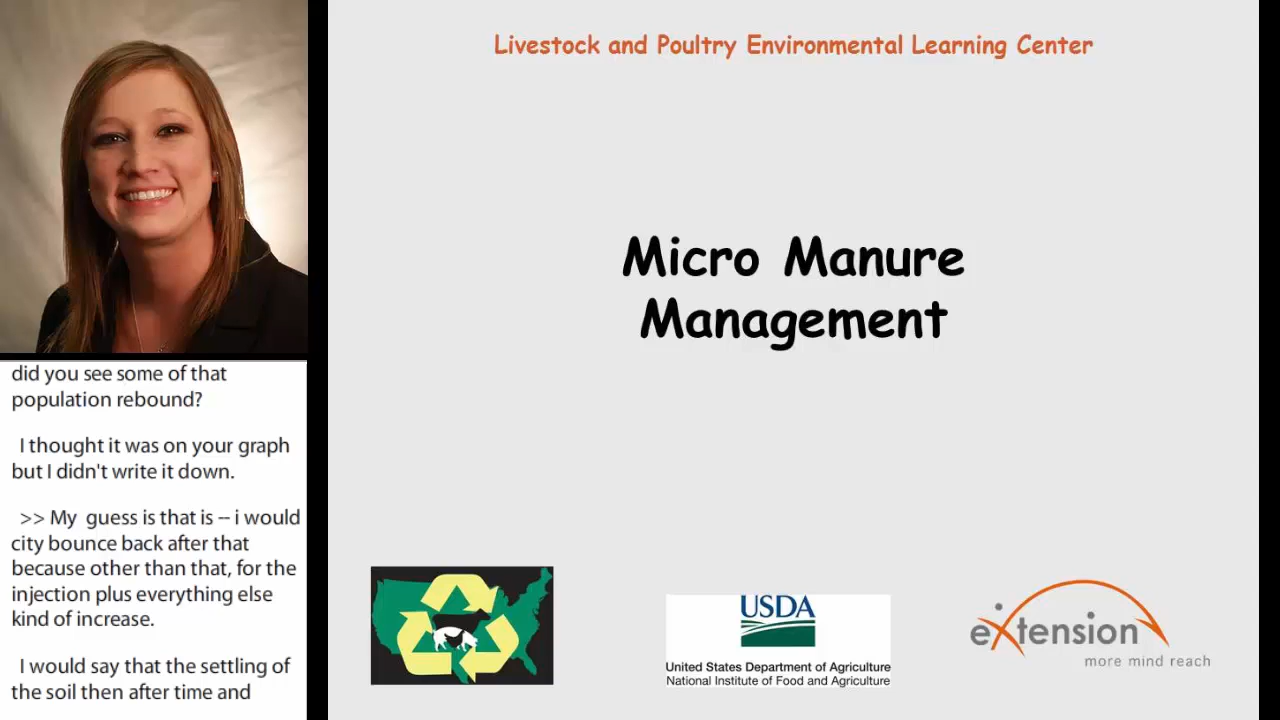 Livestock and Poultry Environmental Learning Center
Micro Manure
Management
did you see some of that
population rebound?
I thought it was on your graph
but I didn't write it down.
>> My guess is that is -- i would
city bounce back after that
because other than that, for the
injection plus everything else
kind of increase.
I would say that the settling of
the soil then after time and
USDA
United States Department of Agriculture
National Institute of Food and Agriculture
eXtension
more mind reach